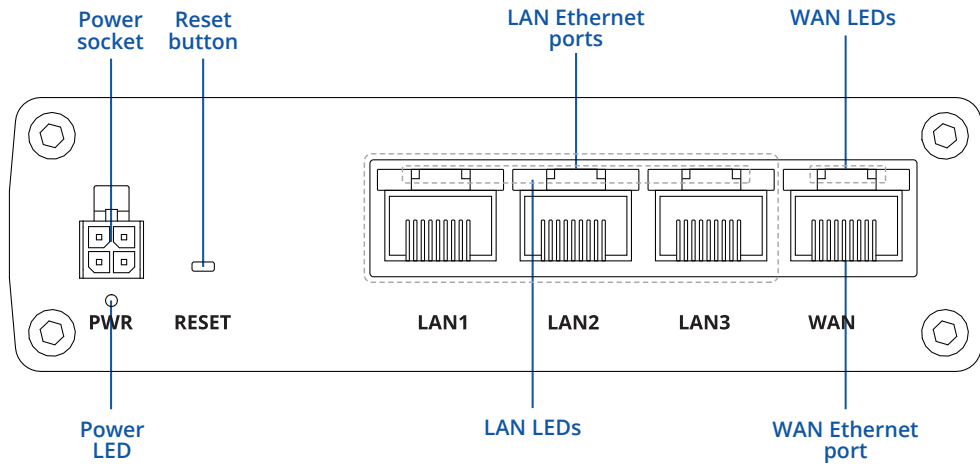 Power
socket
Reset
button
LAN Ethernet
ports
WAN LEDs
PWR
RESET
LAN1
LAN2
LAN3
WAN
Power
LED
LAN LEDs
WAN Ethernet
port